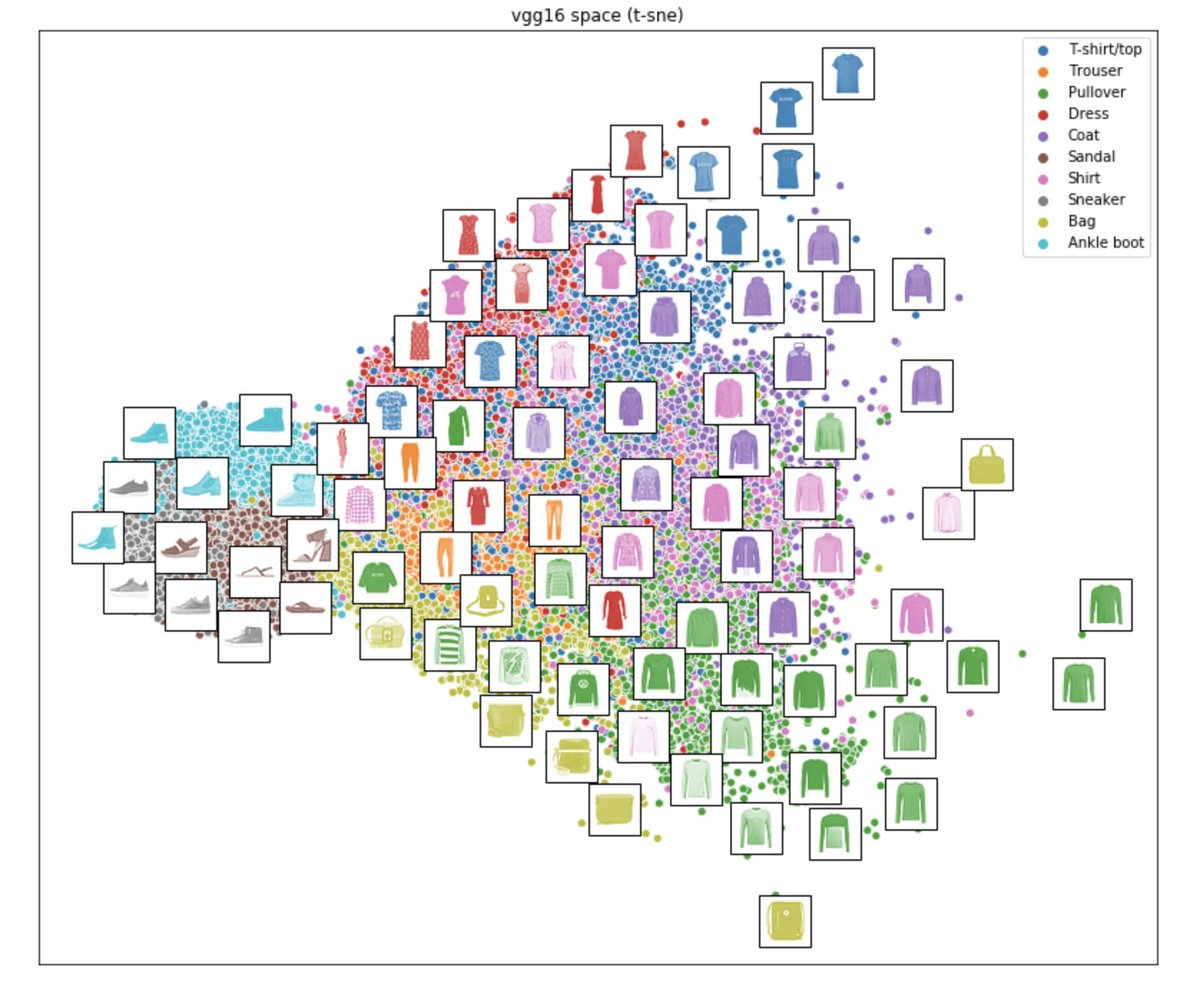 vgg16 space (t-sne)
T-shirt/top
Trouser
Pullover
Dress
Coat
Sandal
Shirt
Sneaker
Bag
Ankle boot